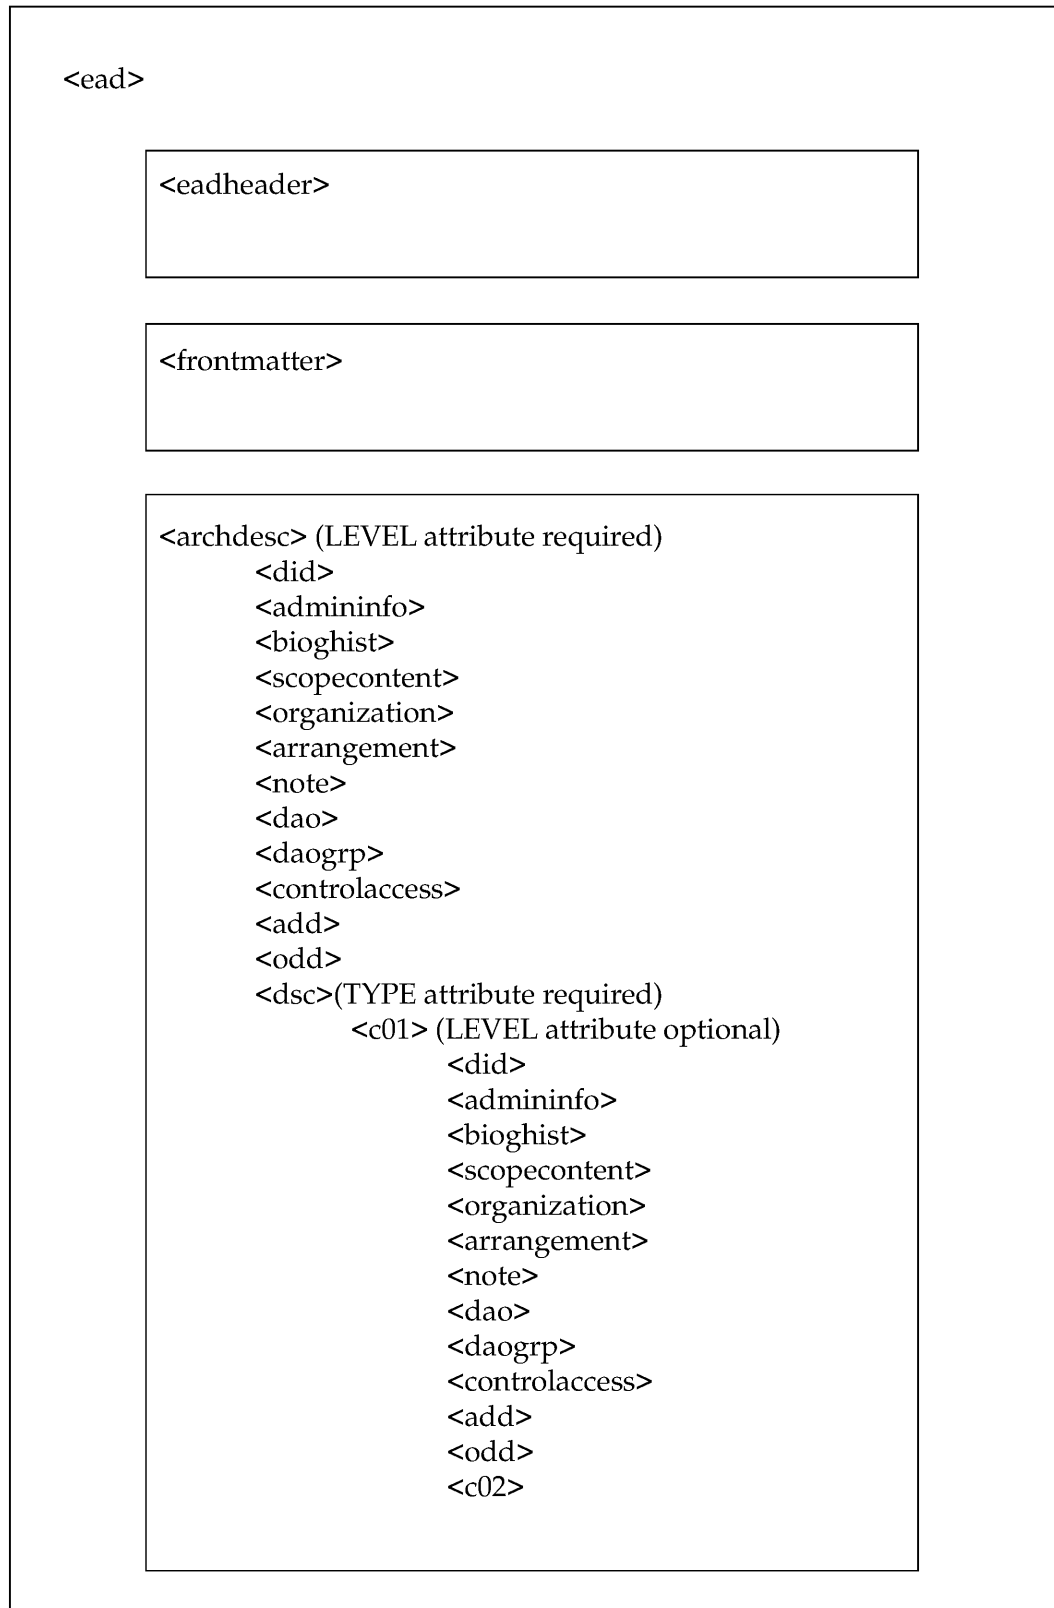 <ead>
<eadheader>
<frontmatter>
<archdesc> (LEVEL attribute required)
<did>
<admininfo>
<bioghist>
<scopecontent>
<organization>
<arrangement>
<note>
<dao>
<daogrp>
<controlaccess>
<add>
<odd>
<dsc>(TYPE attribute required)
<c01> (LEVEL attribute optional)
<did>
<admininfo>
<bioghist>
<scopecontent>
<organization>
<arrangement>
<note>
<dao>
<daogrp>
<controlaccess>
<add>
<odd>
<c02>